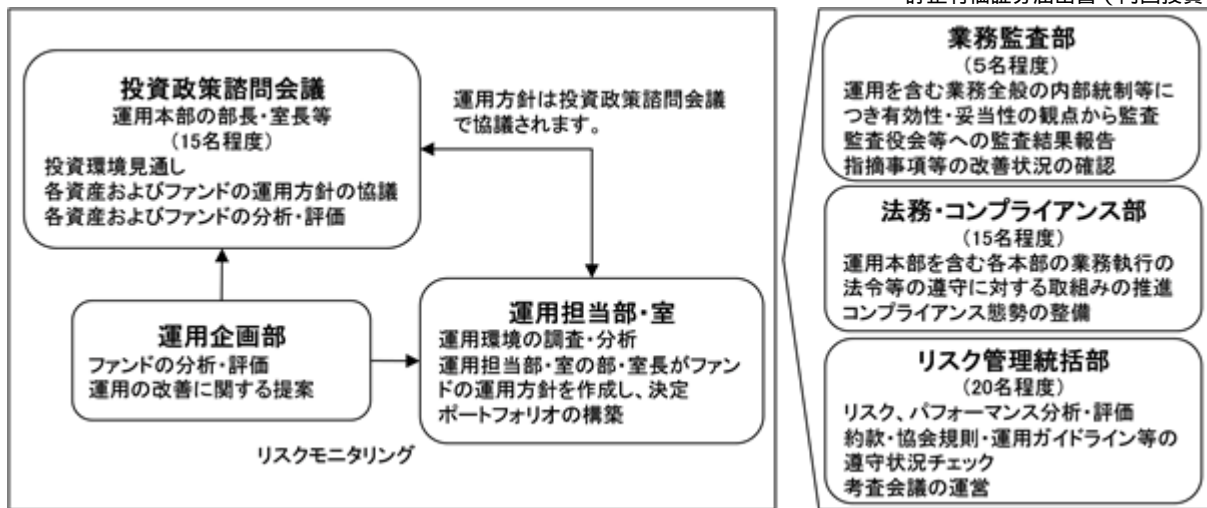 投資政策諮問会議
運用本部の部長・室長等
(15名程度)
投資環境見通し
各資産およびファンドの運用方針の協議
各資産およびファンドの分析・評価
運用方針は投資政策諮問会議
で協議されます。
運用企画部
ファンドの分析・評価
運用の改善に関する提案
運用担当部・室
運用環境の調査・分析
運用担当部・室の部・室長がファン
ドの運用方針を作成し、決定
ポートフォリオの構築
リスクモニタリング
業務監査部
(5名程度)
運用を含む業務全般の内部統制等に
つき有効性・妥当性の観点から監査
監査役会等への監査結果報告
指摘事項等の改善状況の確認
法務・コンプライアンス部
(15名程度)
運用本部を含む各本部の業務執行の
法令等の遵守に対する取組みの推進
コンプライアンス態勢の整備
リスク管理統括部
(20名程度)
リスク、パフォーマンス分析・評価
約款・協会規則・運用ガイドライン等の
遵守状況チェック
考査会議の運営